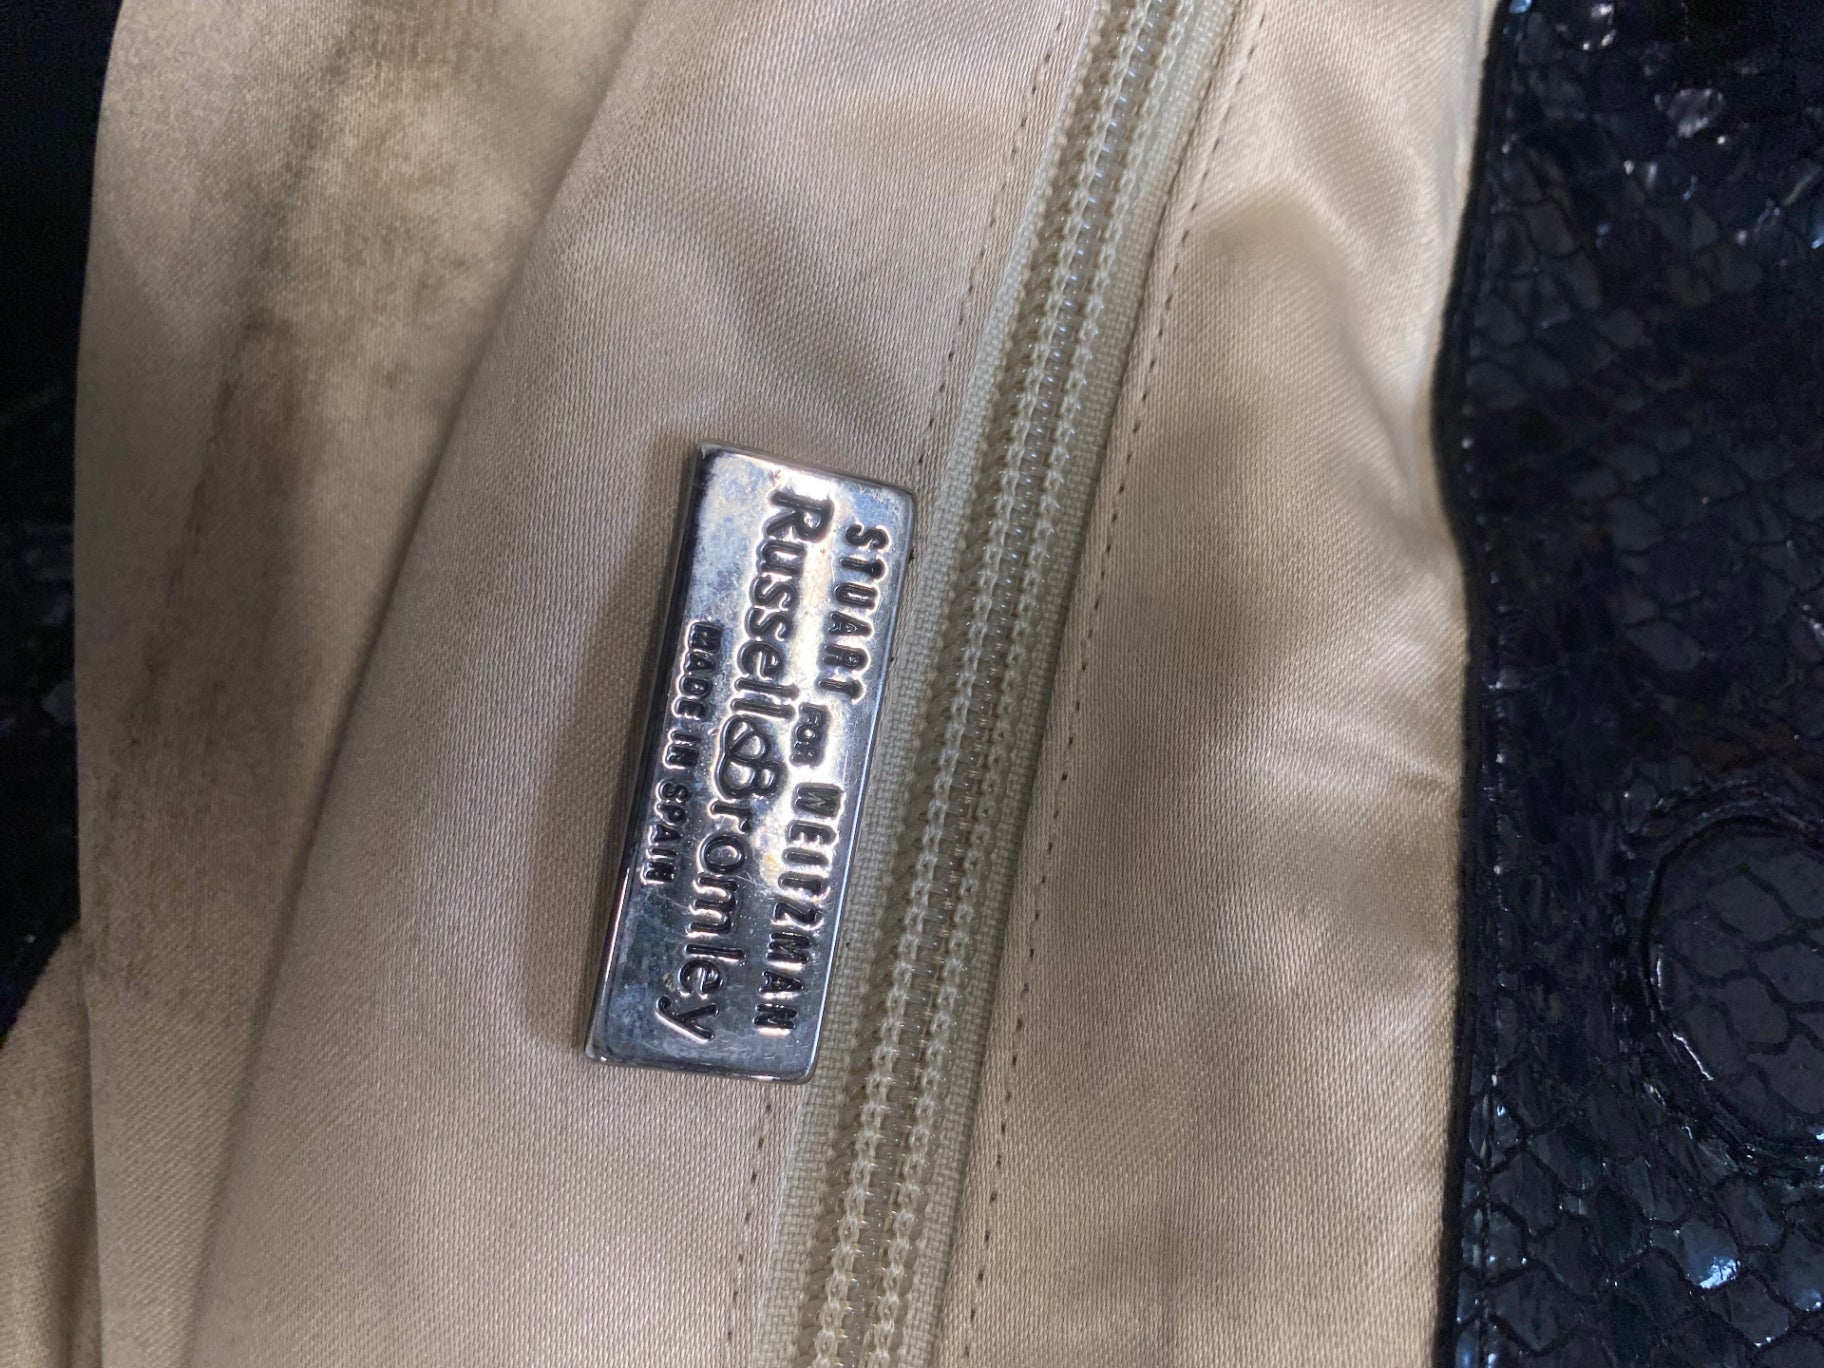 STUART FOR WEITZMAN
Russell & Bromley
MADE IN SPAIN